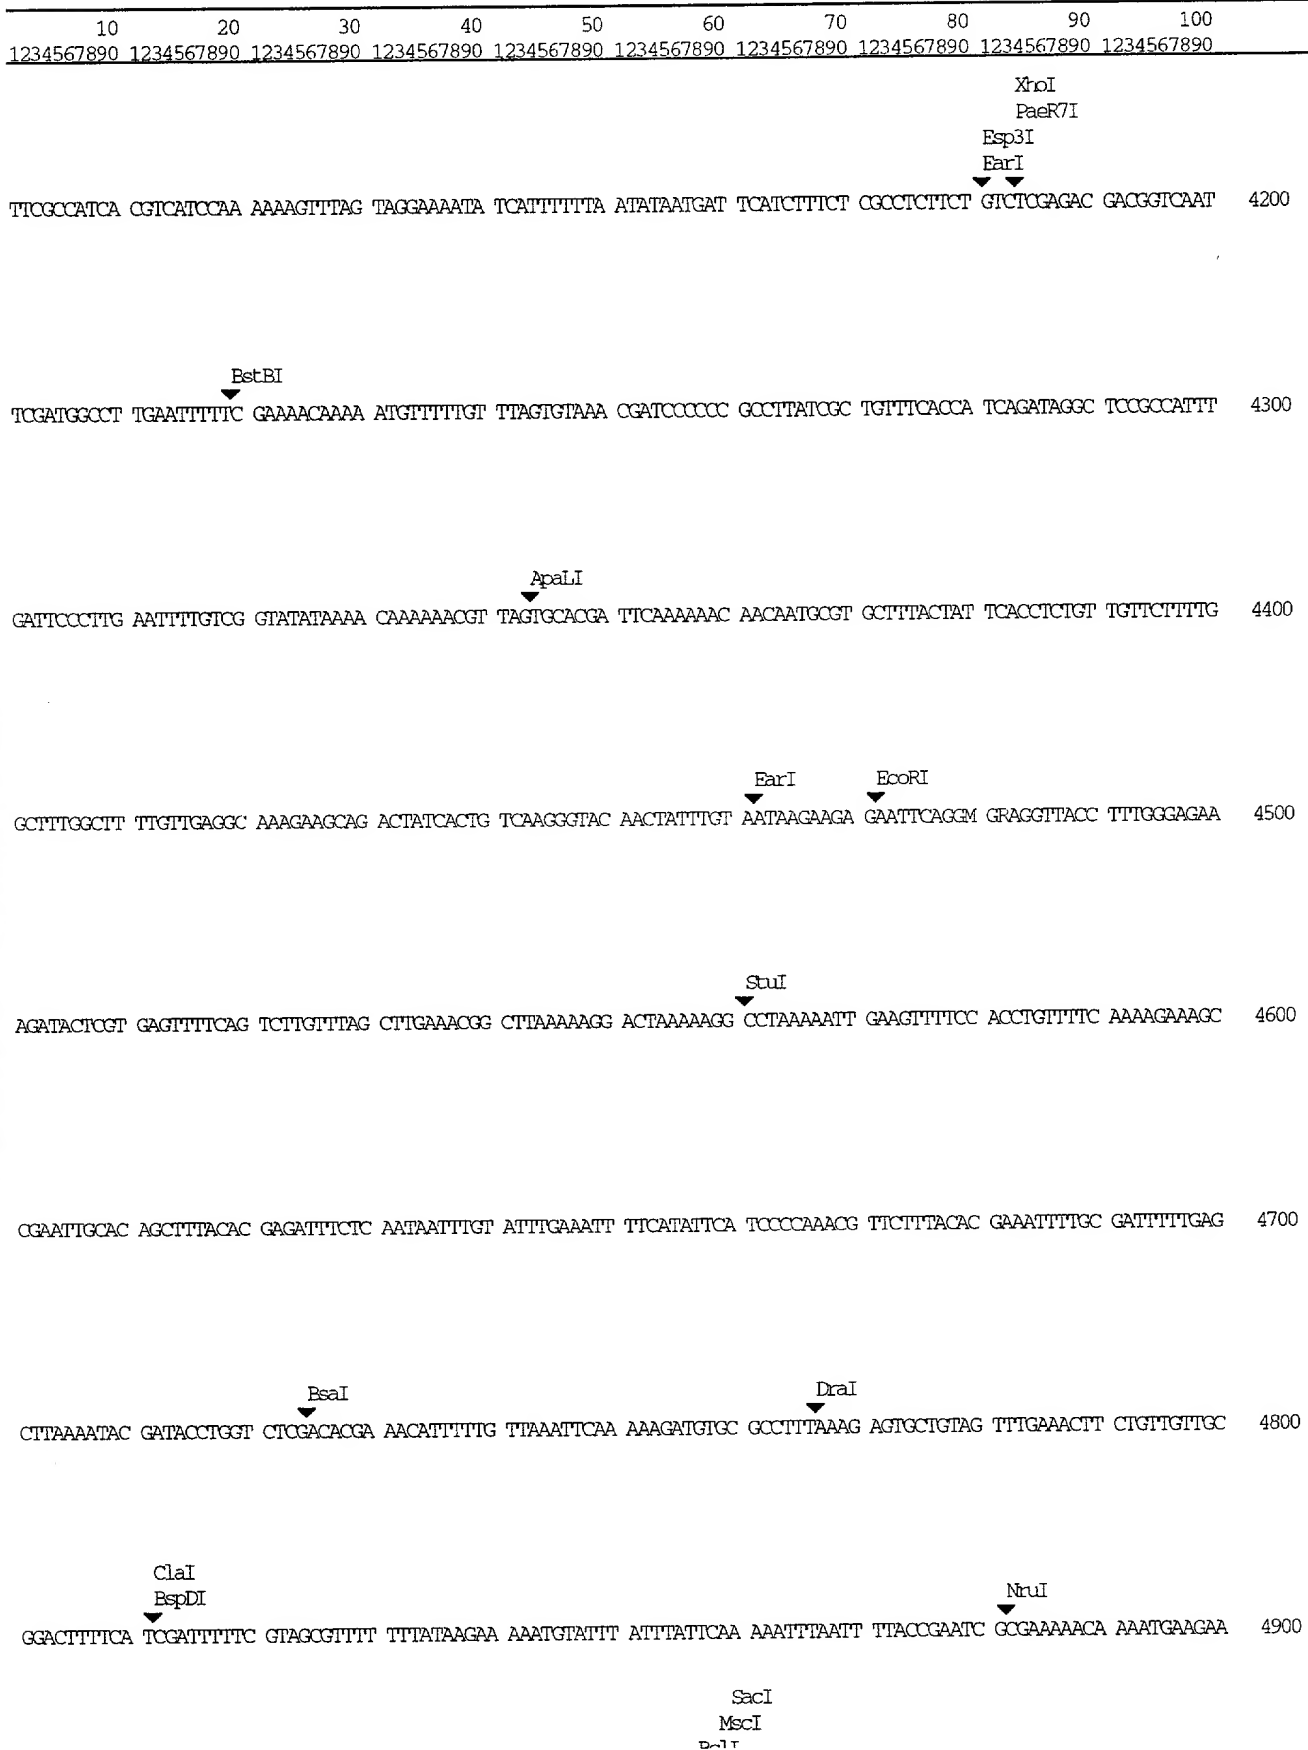 10 20 30 40 50 60 70 80 90 100
1234567890 1234567890 1234567890 1234567890 1234567890 1234567890 1234567890 1234567890 1234567890 1234567890
XhoI
PaeR7I
Esp3I
EarI
TTCGCCATCA CGTCATCCAA AAAAGTTTAG TAGGAAAATA TCATTTTTTA ATATAATGAT TCATCTTTCT CGCCTCTTCT GTCTCGAGAC GACGGTCAAT 4200
BstBI
TCGATGGCCT TGAATTTTTC GAAAACAAAA ATGTTTTTGT TTAGTGTAAA CGATCCCCCC GCCTTATCGC TGTTTCACCA TCAGATAGGC TCCGCCATTT 4300
ApaLI
GATTCCCTTG AATTTTGTCG GTATATAAAA CAAAAAACGT TAGTGCACGA TTCAAAAAAC AACAATGCGT GCTTTACTAT TCACCTCTGT TGTTCTTTTG 4400
EarI EcoRI
GCTTTGGCTT TTGTTGAGGC AAAGAAGCAG ACTATCACTG TCAAGGGTAC AACTATTTGT AATAAGAAGA GAATTCAGGM GRAGGTTACC TTTGGGAGAA 4500
StuI
AGATACTCGT GAGTTTTCAG TCTTGTTTAG CTTGAAACGG CTTAAAAAGG ACTAAAAAGG CCTAAAAATT GAAGTTTTCC ACCTGTTTTC AAAAGAAAGC 4600
CGAATTGCAC AGCTTTACAC GAGATTTCTC AATAATTTGT ATTTGAAATT TTCATATTCA TCCCCAAACG TTCTTTACAC GAAATTTTGC GATTTTTGAG 4700
BsaI DraI
CTTAAAATAC GATACCTGGT CTCGACACGA AACATTTTTG TTAAATTCAA AAAGATGTGC GCCTTTAAAG AGTGCTGTAG TTTGAAACTT CTGTTGTTGC 4800
ClaI
BspDI NruI
GGACTTTTCA TCGATTTTTC GTAGCGTTTT TTTATAAGAA AAATGTATTT ATTTATTCAA AAATTTAATT TTACCGAATC GCGAAAAACA AAATGAAGAA 4900
SacI
MscI